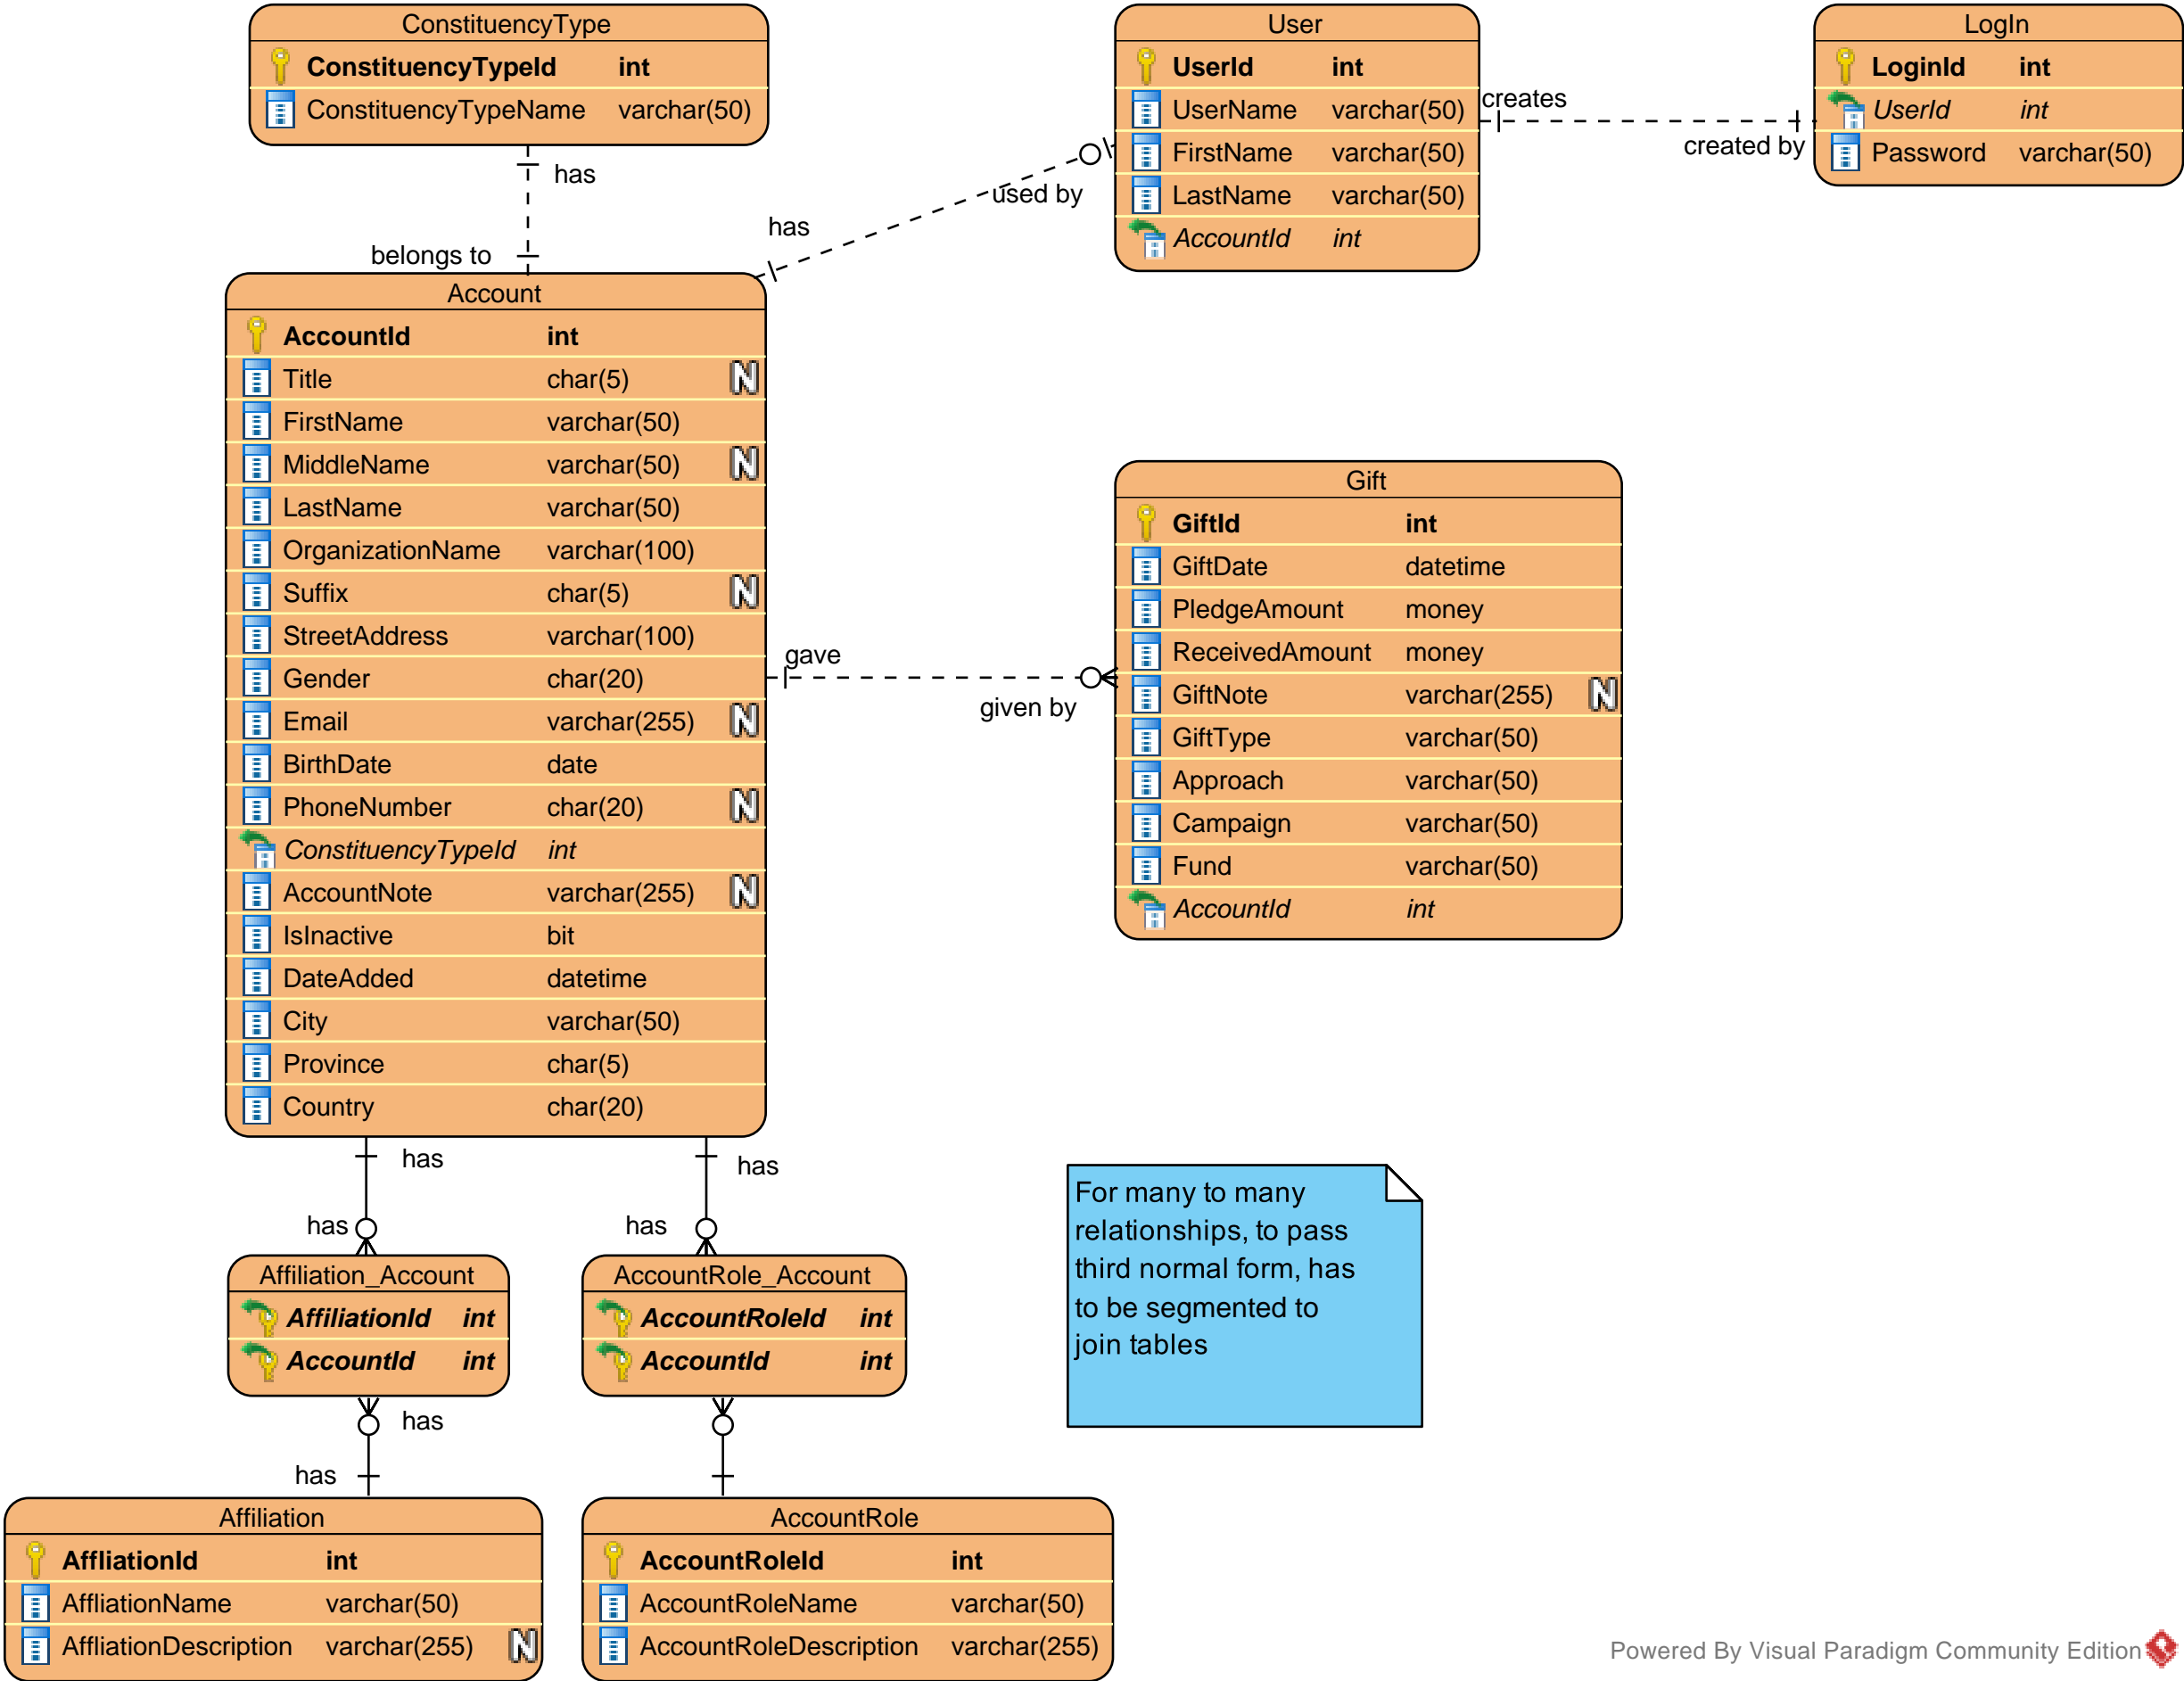 ConstituencyType
ConstituencyTypeId int
ConstituencyTypeName varchar(50)
User
UserId int
UserName varchar(50)
FirstName varchar(50)
LastName varchar(50)
AccountId int
LogIn
LoginId int
UserId int
Password varchar(50)
creates
created by
has
belongs to
has
used by
Account
AccountId int
Title char(5) N
FirstName varchar(50)
MiddleName varchar(50) N
LastName varchar(50)
OrganizationName varchar(100)
Suffix char(5) N
StreetAddress varchar(100)
Gender char(20)
Email varchar(255) N
BirthDate date
PhoneNumber char(20) N
ConstituencyTypeId int
AccountNote varchar(255) N
IsInactive bit
DateAdded datetime
City varchar(50)
Province char(5)
Country char(20)
gave
given by
Gift
GiftId int
GiftDate datetime
PledgeAmount money
ReceivedAmount money
GiftNote varchar(255) N
GiftType varchar(50)
Approach varchar(50)
Campaign varchar(50)
Fund varchar(50)
AccountId int
has
has
has
has
Affiliation_Account
AffiliationId int
AccountId int
AccountRole_Account
AccountRoleId int
AccountId int
For many to many
relationships, to pass
third normal form, has
to be segmented to
join tables
has
has
Affiliation
AffliationId int
AffliationName varchar(50)
AffliationDescription varchar(255) N
AccountRole
AccountRoleId int
AccountRoleName varchar(50)
AccountRoleDescription varchar(255)
Powered By Visual Paradigm Community Edition